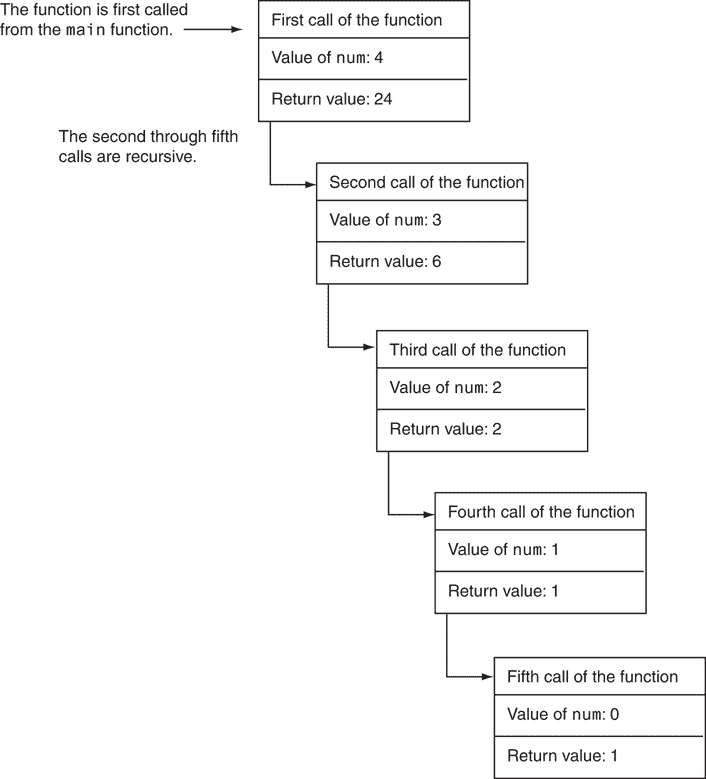 The function is first called
from the main function.
First call of the function
Value of num: 4
Return value: 24
The second through fifth
calls are recursive.
Second call of the function
Value of num: 3
Return value: 6
Third call of the function
Value of num: 2
Return value: 2
Fourth call of the function
Value of num: 1
Return value: 1
Fifth call of the function
Value of num: 0
Return value: 1